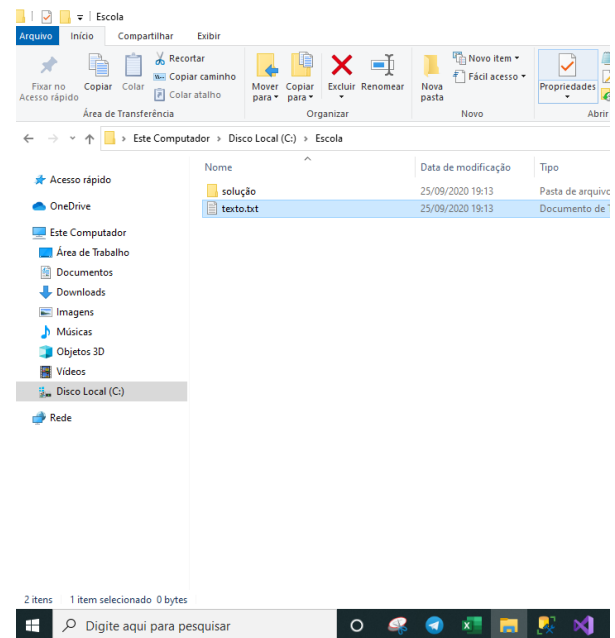 Escola
Arquivo Início Compartilhar Exibir
Fixar no Acesso rápido
Copiar
Colar
Recortar
Copiar caminho
Colar atalho
Mover para
Copiar para
Excluir
Renomear
Nova pasta
Novo item
Fácil acesso
Propriedades
Área de Transferência Organizar Novo Abrir
Este Computador > Disco Local (C:) > Escola
Nome Data de modificação Tipo
solução 25/09/2020 19:13 Pasta de arquivo
texto.txt 25/09/2020 19:13 Documento de
Acesso rápido
OneDrive
Este Computador
Área de Trabalho
Documentos
Downloads
Imagens
Músicas
Objetos 3D
Vídeos
Disco Local (C:)
Rede
2 itens 1 item selecionado 0 bytes
Digite aqui para pesquisar